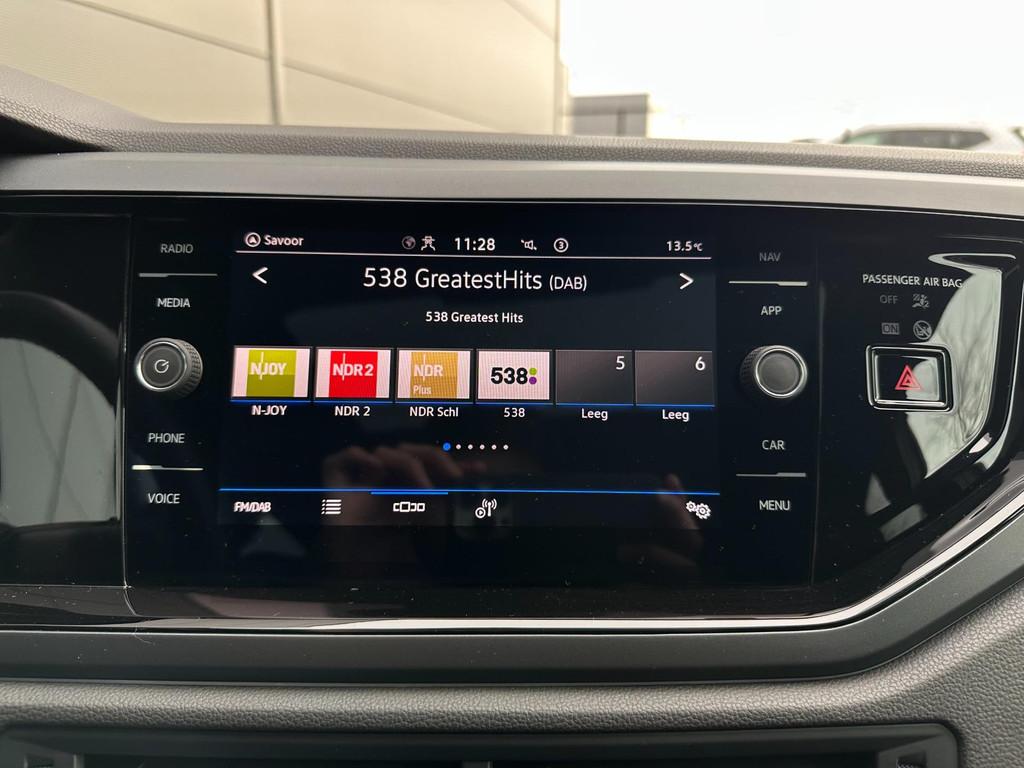 RADIO
MEDIA
PHONE
VOICE
Savoor
11:28
3
13.5°C
538 GreatestHits (DAB)
538 Greatest Hits
N-JOY
NDR 2
NDR Plus
538
5
6
N-JOY
NDR 2
NDR Schl
538
Leeg
Leeg
FM/DAB
NAV
APP
CAR
MENU
PASSENGER AIR BAG
OFF
ON